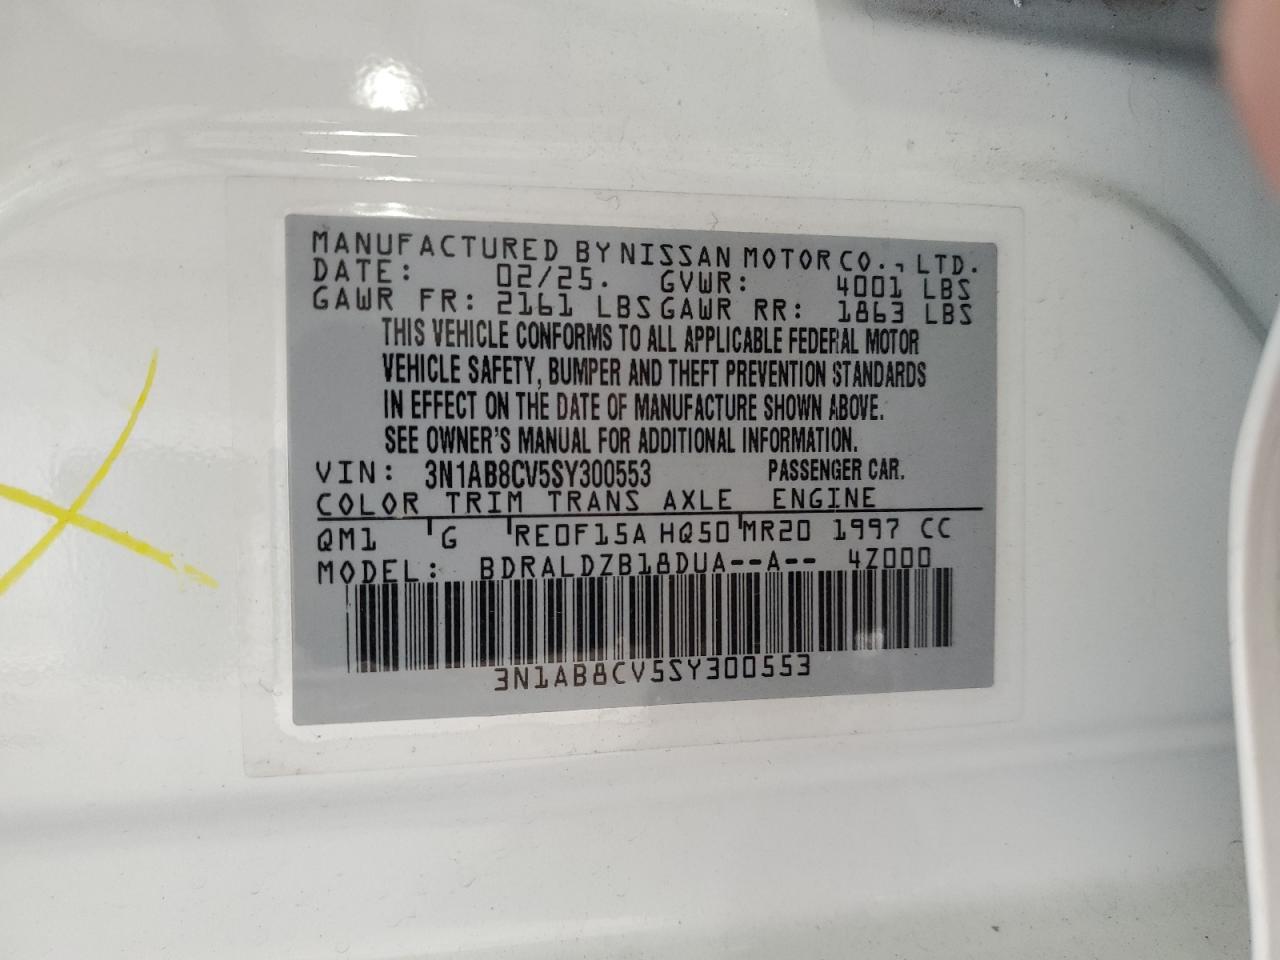 MANUFACTURED BY NISSAN MOTOR CO., LTD.
DATE: 02/25. GVWR: 4001 LBS
GAWR FR: 2161 LBS GAWR RR: 1863 LBS
THIS VEHICLE CONFORMS TO ALL APPLICABLE FEDERAL MOTOR
VEHICLE SAFETY, BUMPER AND THEFT PREVENTION STANDARDS
IN EFFECT ON THE DATE OF MANUFACTURE SHOWN ABOVE.
SEE OWNER'S MANUAL FOR ADDITIONAL INFORMATION.
VIN: 3N1AB8CV5SY300553 PASSENGER CAR.
COLOR TRIM TRANS AXLE ENGINE
QM1 G RE0F15A HQ50 MR20 1997 CC
MODEL: BDRALDZB18DUA--A-- 4Z000
3N1AB8CV5SY300553